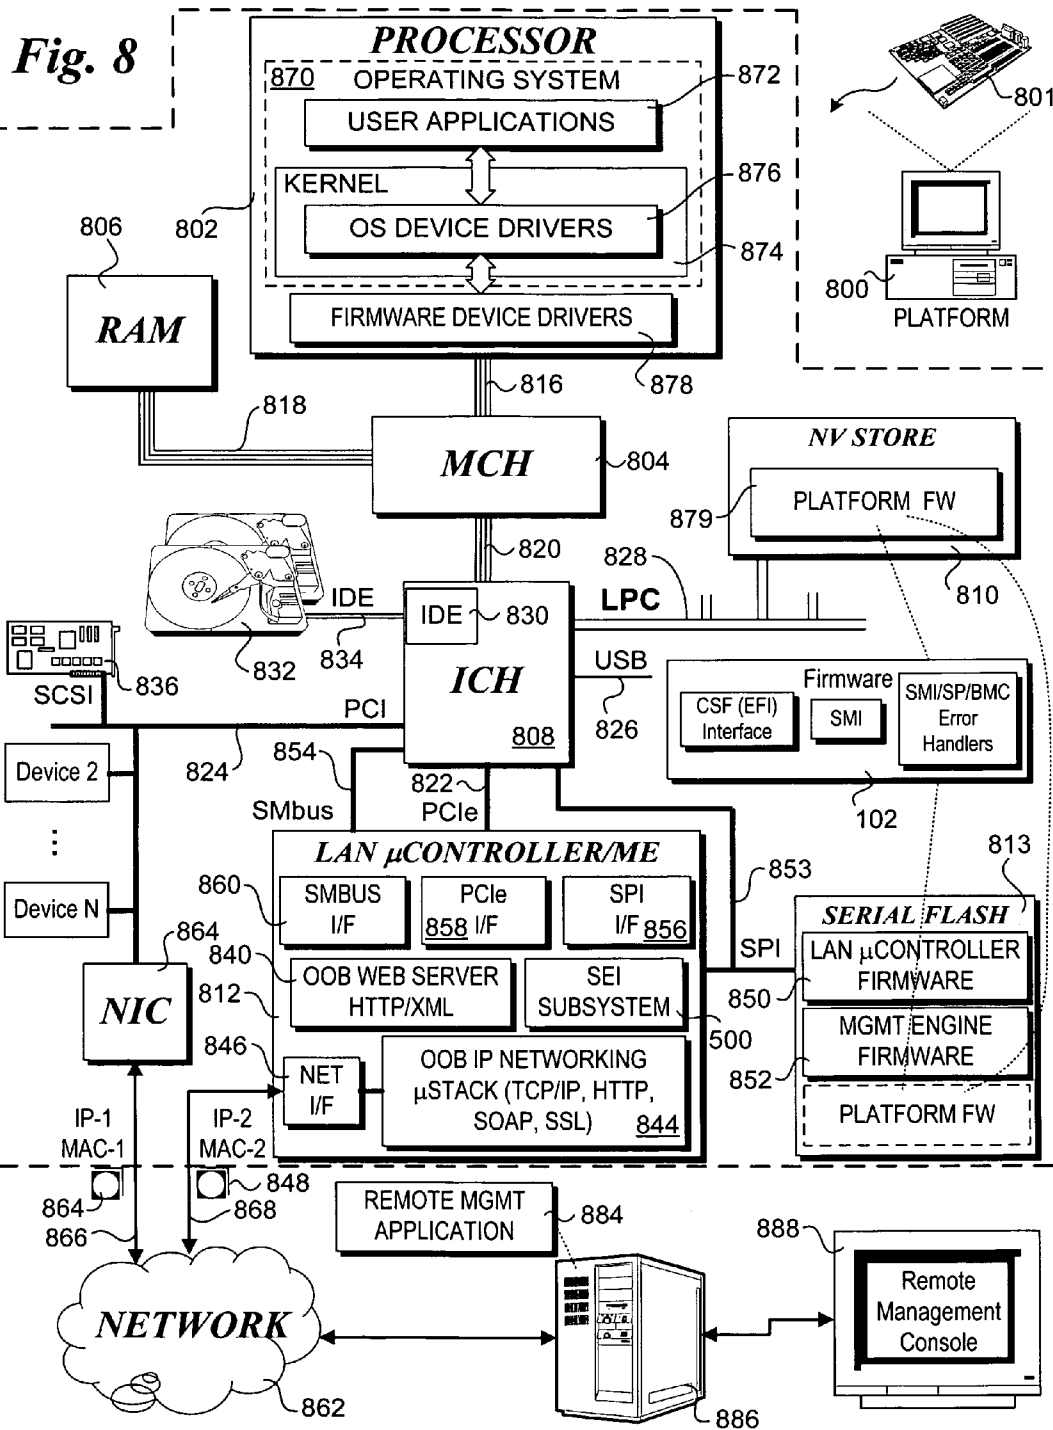 Fig. 8
PROCESSOR
870
OPERATING SYSTEM
872
USER APPLICATIONS
KERNEL
876
OS DEVICE DRIVERS
874
802
FIRMWARE DEVICE DRIVERS
878
801
800
PLATFORM
806
RAM
816
818
MCH
804
820
NV STORE
879
PLATFORM FW
810
828
LPC
IDE
IDE
830
832
834
ICH
808
USB
826
836
SCSI
PCI
824
Firmware
CSF (EFI)
Interface
SMI
SMI/SP/BMC
Error
Handlers
102
Device 2
Device N
854
SMbus
822
PCIe
853
LAN µCONTROLLER/ME
860
SMBUS
I/F
PCIe
858 I/F
SPI
I/F 856
840
OOB WEB SERVER
HTTP/XML
SEI
SUBSYSTEM
500
812
846
NET
I/F
OOB IP NETWORKING
µSTACK (TCP/IP, HTTP,
SOAP, SSL)
844
SPI
813
SERIAL FLASH
LAN µCONTROLLER
FIRMWARE
850
MGMT ENGINE
FIRMWARE
852
PLATFORM FW
864
NIC
IP-1
MAC-1
IP-2
MAC-2
864
866
848
868
NETWORK
862
REMOTE MGMT
APPLICATION
884
886
888
Remote
Management
Console